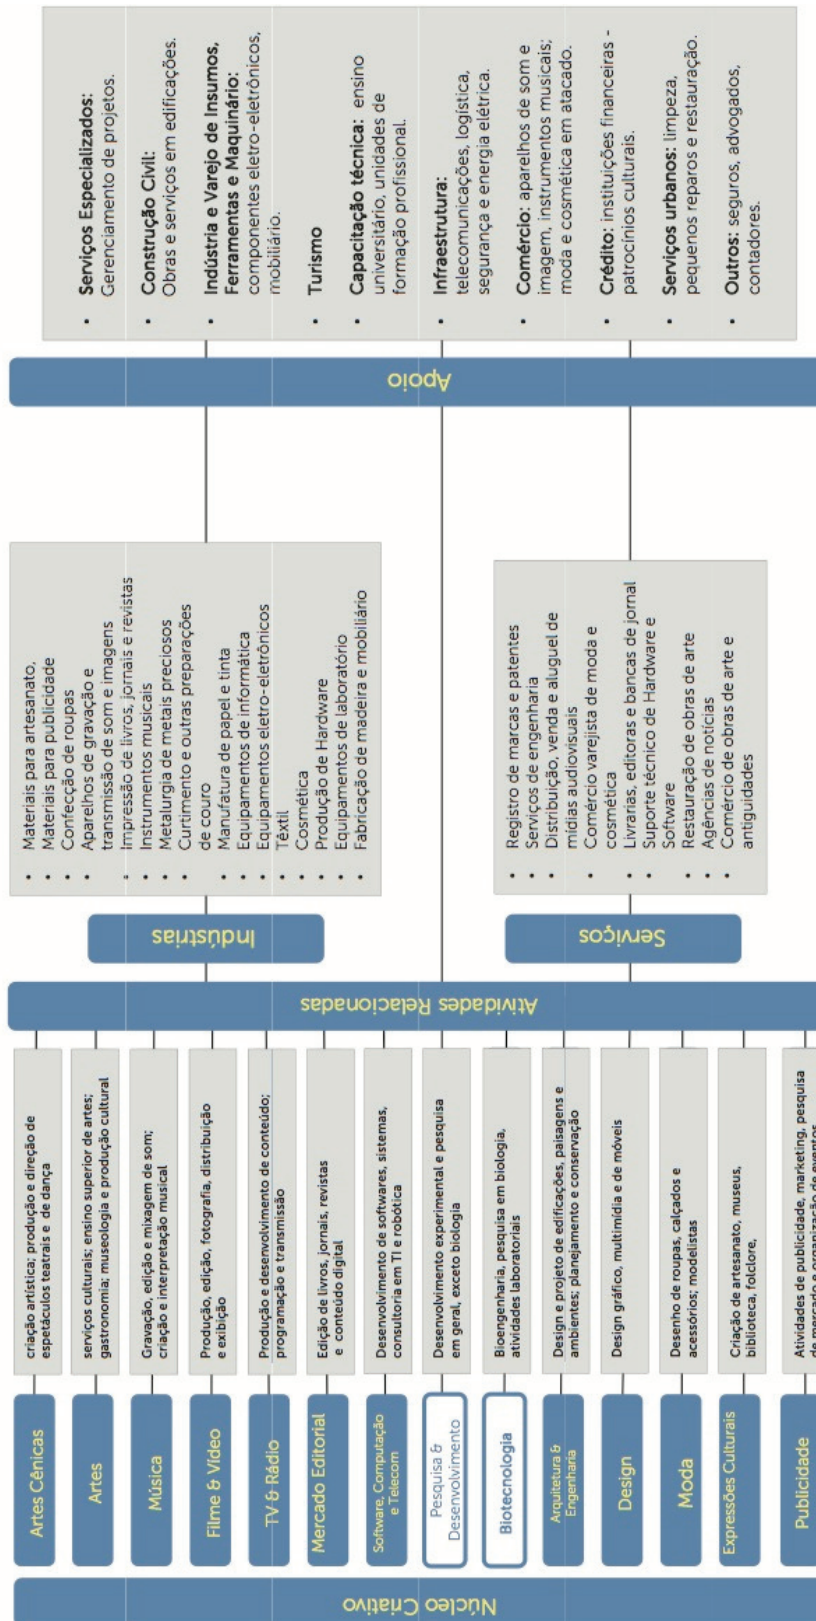 Núcleo Criativo
Artes Cênicas
criação artística; produção e direção de
espetáculos teatrais e de dança
Artes
serviços culturais; ensino superior de artes;
gastronomia; museologia e produção cultural
Música
Gravação, edição e mixagem de som;
criação e interpretação musical
Filme & Vídeo
Produção, edição, fotografia, distribuição
e exibição
TV & Rádio
Produção e desenvolvimento de conteúdo;
programação e transmissão
Mercado Editorial
Edição de livros, jornais, revistas
e conteúdo digital
Software, Computação
e Telecom
Desenvolvimento de softwares, sistemas,
consultoria em TI e robótica
Pesquisa &
Desenvolvimento
Desenvolvimento experimental e pesquisa
em geral, exceto biologia
Biotecnologia
Bioengenharia, pesquisa em biologia,
atividades laboratoriais
Arquitetura &
Engenharia
Design e projeto de edificações, paisagens e
ambientes; planejamento e conservação
Design
Design gráfico, multimídia e de móveis
Moda
Desenho de roupas, calçados e
acessórios; modelistas
Expressões Culturais
Criação de artesanato, museus,
biblioteca, folclore,
Publicidade
Atividades de publicidade, marketing, pesquisa
de mercado e organização de eventos
Atividades Relacionadas
Indústrias
• Materiais para artesanato,
• Materiais para publicidade
• Confecção de roupas
• Aparelhos de gravação e
transmissão de som e imagens
• Impressão de livros, jornais e revistas
• Instrumentos musicais
• Metalurgia de metais preciosos
• Curtimento e outras preparações
de couro
• Manufatura de papel e tinta
• Equipamentos de informática
• Equipamentos eletro-eletrônicos
• Têxtil
• Cosmética
• Produção de Hardware
• Equipamentos de laboratório
• Fabricação de madeira e mobiliário
Serviços
• Registro de marcas e patentes
• Serviços de engenharia
• Distribuição, venda e aluguel de
mídias audiovisuais
• Comércio varejista de moda e
cosmética
• Livrarias, editoras e bancas de jornal
• Suporte técnico de Hardware e
Software
• Restauração de obras de arte
• Agências de notícias
• Comércio de obras de arte e
antiguidades
Apoio
• Serviços Especializados:
Gerenciamento de projetos.
• Construção Civil:
Obras e serviços em edificações.
• Indústria e Varejo de Insumos,
Ferramentas e Maquinário:
componentes eletro-eletrônicos,
mobiliário.
• Turismo
• Capacitação técnica: ensino
universitário, unidades de
formação profissional.
• Infraestrutura:
telecomunicações, logística,
segurança e energia elétrica.
• Comércio: aparelhos de som e
imagem, instrumentos musicais;
moda e cosmética em atacado.
• Crédito: instituições financeiras -
patrocínios culturais.
• Serviços urbanos: limpeza,
pequenos reparos e restauração.
• Outros: seguros, advogados,
contadores.